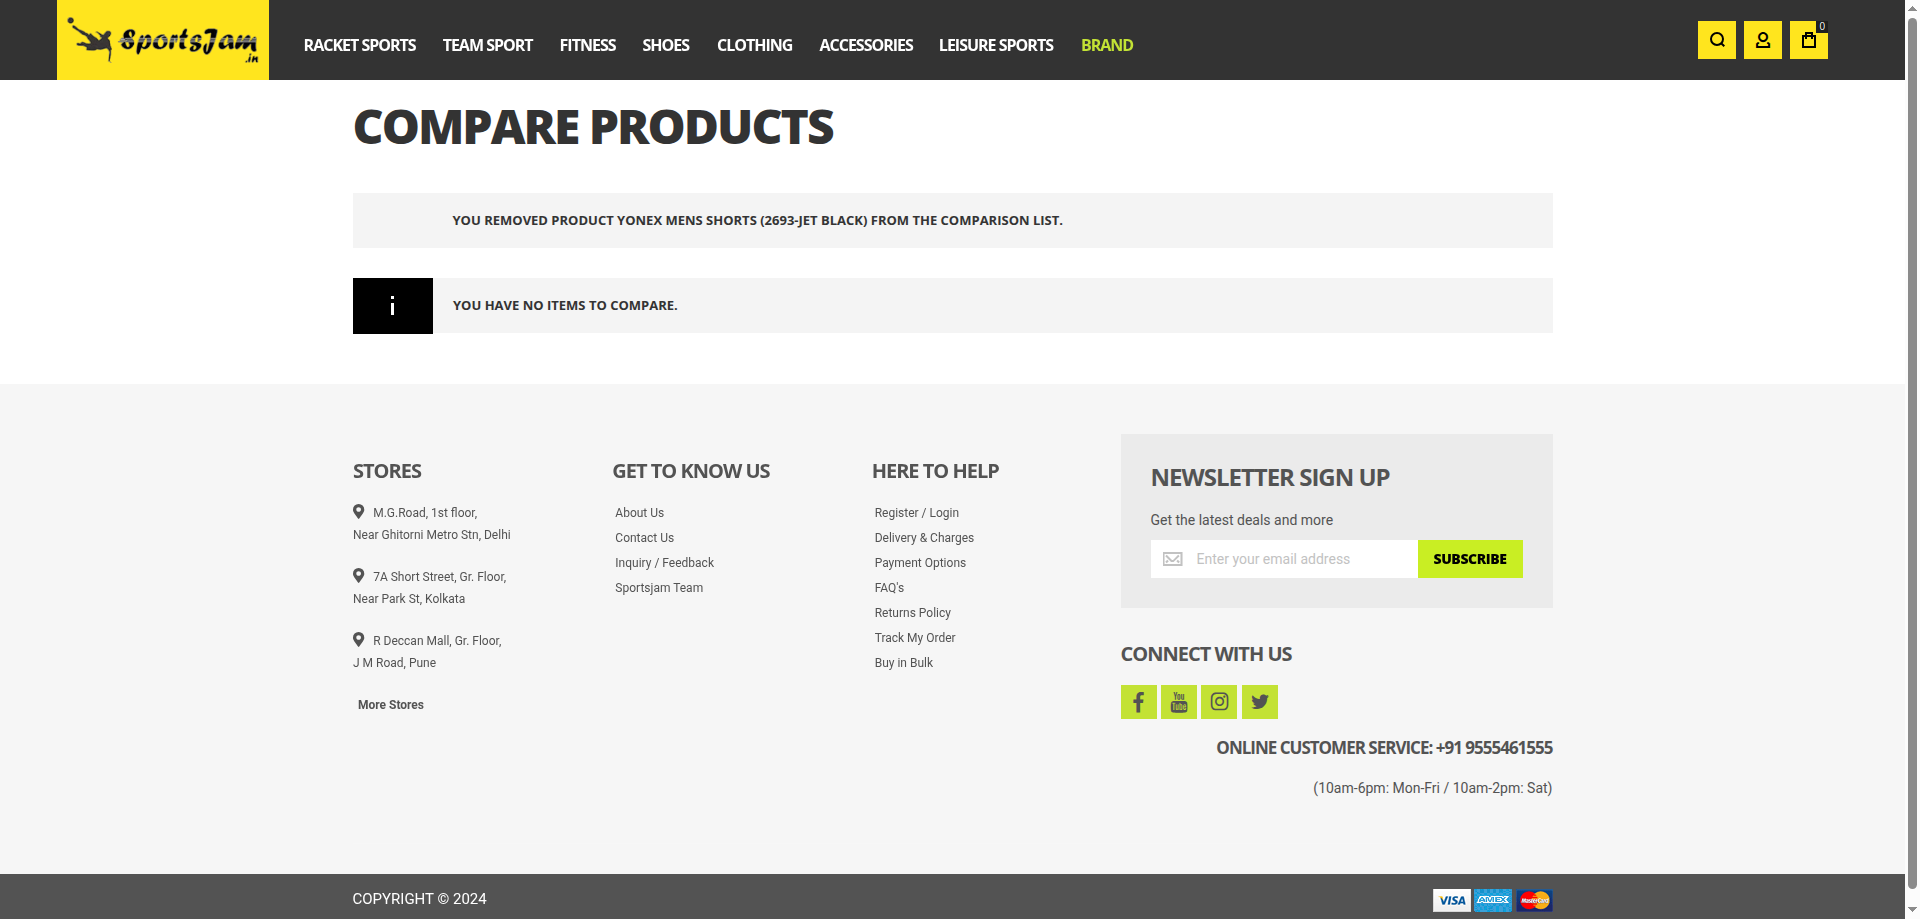 SportsJam
.in
RACKET SPORTS
TEAM SPORT
FITNESS
SHOES
CLOTHING
ACCESSORIES
LEISURE SPORTS
BRAND
0
COMPARE PRODUCTS
YOU REMOVED PRODUCT YONEX MENS SHORTS (2693-JET BLACK) FROM THE COMPARISON LIST.
YOU HAVE NO ITEMS TO COMPARE.
STORES
M.G.Road, 1st floor,
Near Ghitorni Metro Stn, Delhi
7A Short Street, Gr. Floor,
Near Park St, Kolkata
R Deccan Mall, Gr. Floor,
J M Road, Pune
More Stores
GET TO KNOW US
About Us
Contact Us
Inquiry / Feedback
Sportsjam Team
HERE TO HELP
Register / Login
Delivery & Charges
Payment Options
FAQ's
Returns Policy
Track My Order
Buy in Bulk
NEWSLETTER SIGN UP
Get the latest deals and more
Enter your email address
SUBSCRIBE
CONNECT WITH US
You
Tube
ONLINE CUSTOMER SERVICE: +91 9555461555
(10am-6pm: Mon-Fri / 10am-2pm: Sat)
COPYRIGHT © 2024
VISA
AMEX
MasterCard